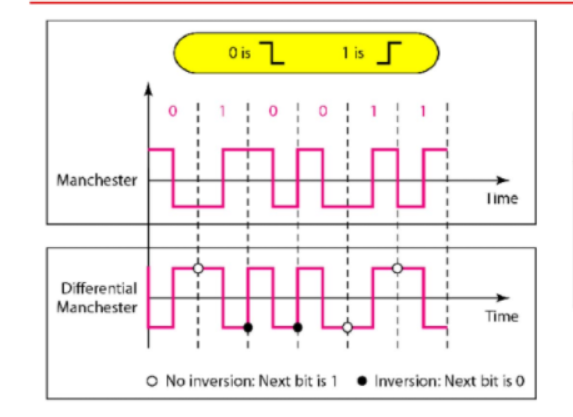 0 is 1 is
0 1 0 0 1 1
Manchester
Time
Differential
Manchester
Time
No inversion: Next bit is 1 Inversion: Next bit is 0